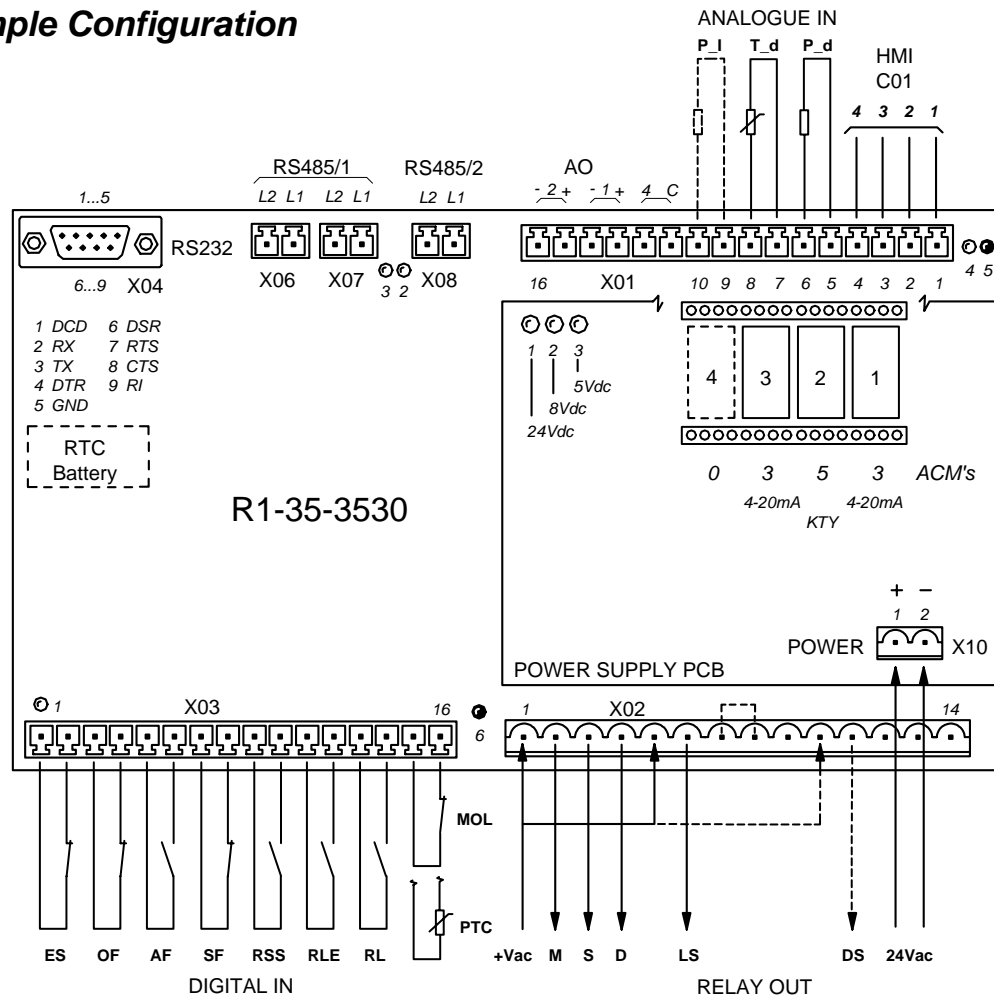 nple Configuration
ANALOGUE IN
P_I T_d P_d
HMI
C01
4 3 2 1
RS485/1 RS485/2 AO
1...5 L2 L1 L2 L1 L2 L1 - 2 + - 1 + 4 C
RS232
6...9 X04 X06 X07 3 2 X08 16 X01 10 9 8 7 6 5 4 3 2 1 4 5
1 DCD 6 DSR
2 RX 7 RTS
3 TX 8 CTS
4 DTR 9 RI
5 GND
1 2 3
5Vdc
8Vdc
24Vdc
4 3 2 1
RTC
Battery
0 3 5 3 ACM's
4-20mA 4-20mA
KTY
R1-35-3530
+ −
1 2
POWER X10
POWER SUPPLY PCB
1 X03 16 6 1 X02 14
MOL
PTC
ES OF AF SF RSS RLE RL +Vac M S D LS DS 24Vac
DIGITAL IN RELAY OUT